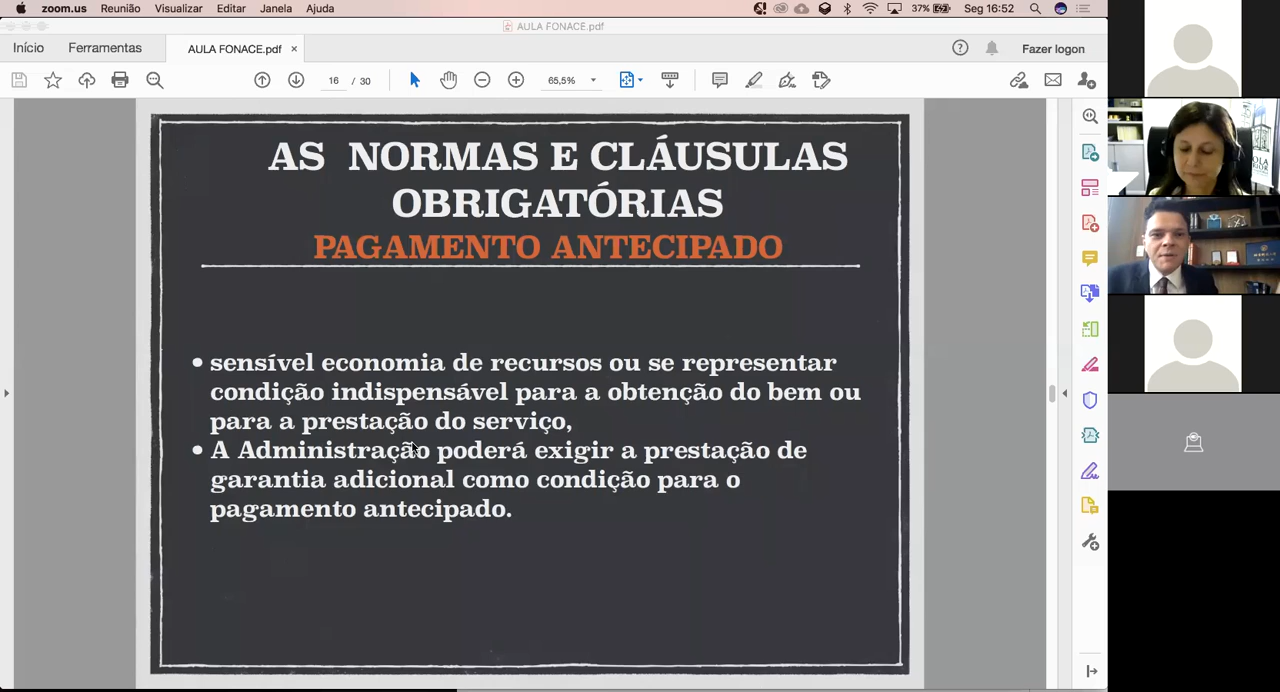 zoom.us Reunião Visualizar Editar Janela Ajuda 37% Seg 16:52
AULA FONACE.pdf
Início Ferramentas AULA FONACE.pdf × Fazer logon
16 / 30 65,5%
AS NORMAS E CLÁUSULAS
OBRIGATÓRIAS
PAGAMENTO ANTECIPADO
• sensível economia de recursos ou se representar
condição indispensável para a obtenção do bem ou
para a prestação do serviço,
• A Administração poderá exigir a prestação de
garantia adicional como condição para o
pagamento antecipado.